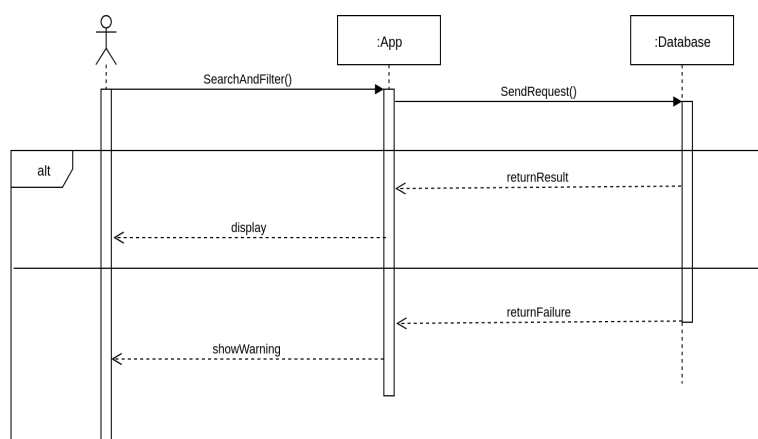 :App
:Database
SearchAndFilter()
SendRequest()
alt
returnResult
display
returnFailure
showWarning